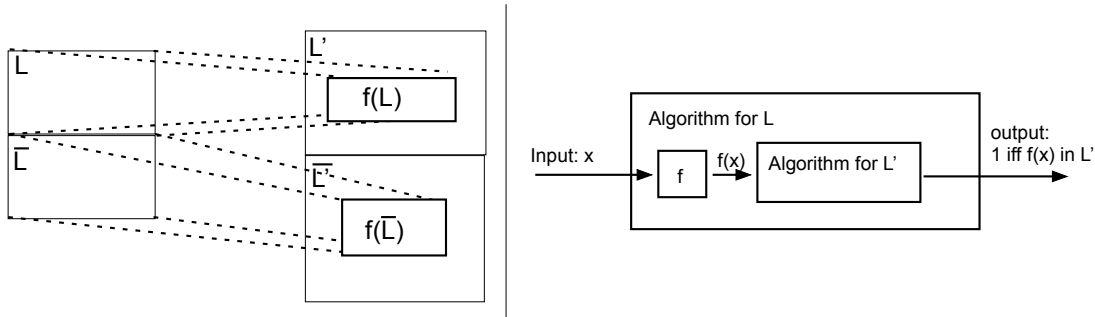 L
L̅
L’
f(L)
L̅’̅
f(L̅)
Input: x
Algorithm for L
f
f(x)
Algorithm for L’
output:
1 iff f(x) in L’